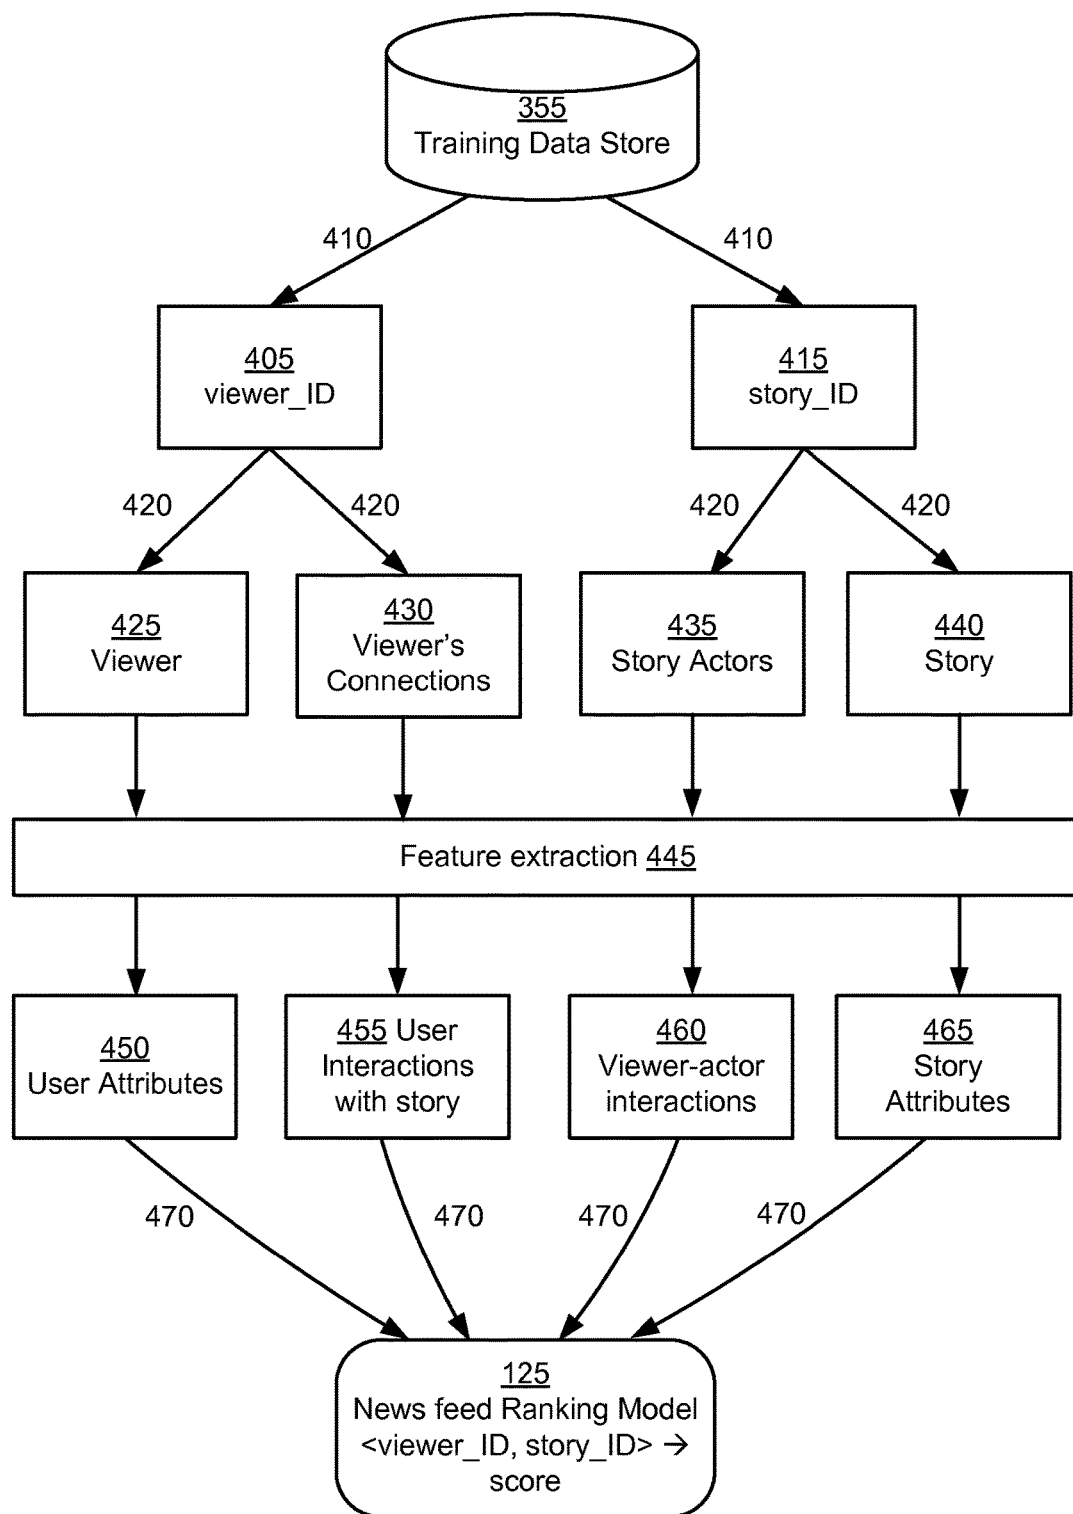 355
Training Data Store
410
410
405
viewer_ID
415
story_ID
420
420
420
420
425
Viewer
430
Viewer's
Connections
435
Story Actors
440
Story
Feature extraction 445
450
User Attributes
455 User
Interactions
with story
460
Viewer-actor
interactions
465
Story
Attributes
470
470
470
470
125
News feed Ranking Model
<viewer_ID, story_ID> →
score